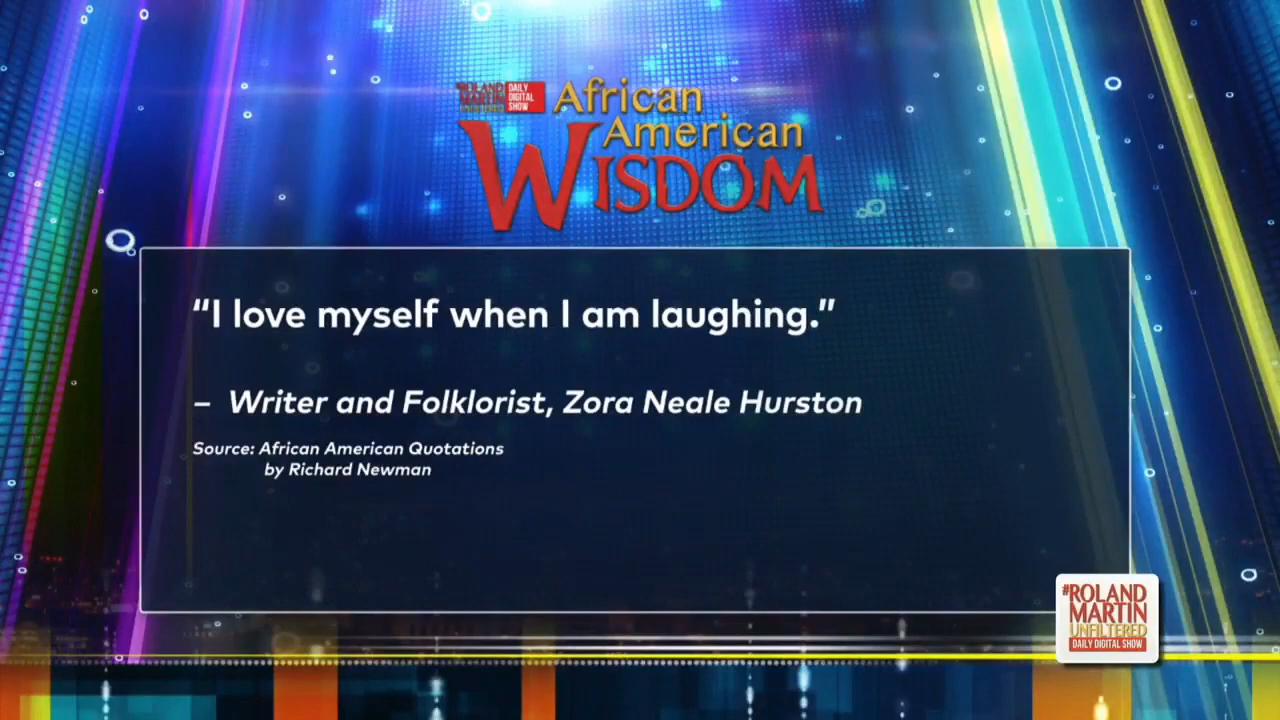 #ROLAND
MARTIN
UNFILTERED
DAILY
DIGITAL
SHOW
African
American
WISDOM
“I love myself when I am laughing.”
– Writer and Folklorist, Zora Neale Hurston
Source: African American Quotations
by Richard Newman
#ROLAND
MARTIN
UNFILTERED
DAILY DIGITAL SHOW